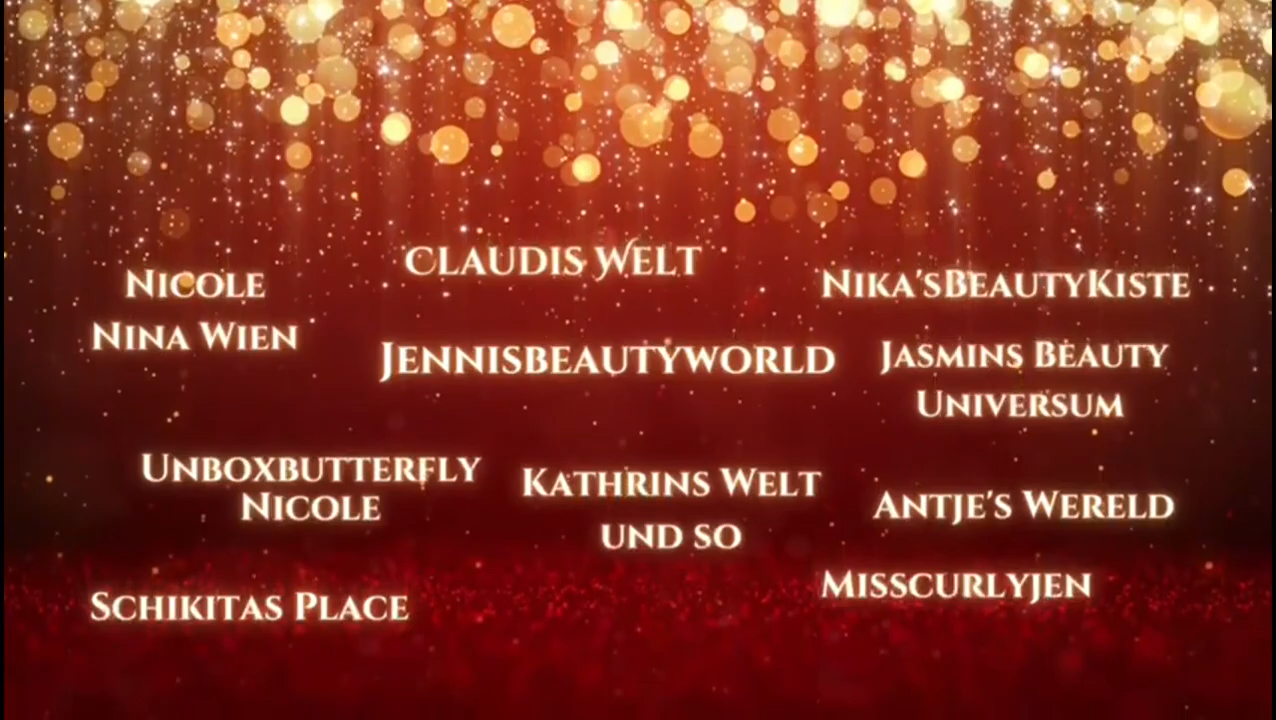 Nicole
Nina Wien
Claudis Welt
Nika'sBeautyKiste
Jennisbeautyworld
Jasmins Beauty
Universum
Unboxbutterfly
Nicole
Kathrins Welt
und so
Antje's Wereld
Schikitas Place
Misscurlyjen